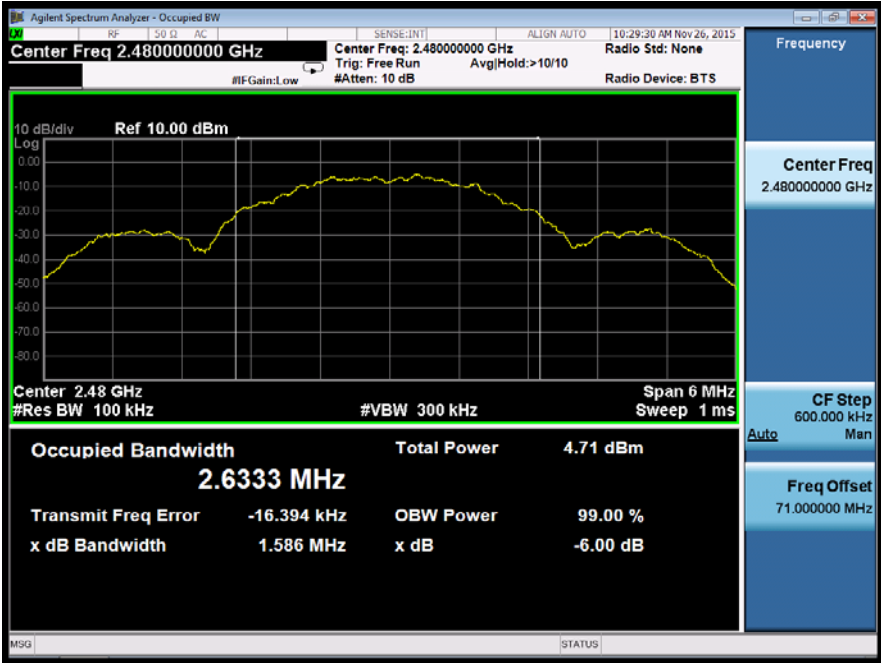 Agilent Spectrum Analyzer - Occupied BW
LXI RF 50 Ω AC SENSE:INT ALIGN AUTO 10:29:30 AM Nov 26, 2015
Center Freq 2.480000000 GHz Center Freq: 2.480000000 GHz Radio Std: None Frequency
Trig: Free Run Avg|Hold:>10/10
#IFGain:Low #Atten: 10 dB Radio Device: BTS
10 dB/div Ref 10.00 dBm
Log
0.00
-10.0
-20.0
-30.0
-40.0
-50.0
-60.0
-70.0
-80.0
Center 2.48 GHz Span 6 MHz
#Res BW 100 kHz #VBW 300 kHz Sweep 1 ms
Occupied Bandwidth Total Power 4.71 dBm
2.6333 MHz
Transmit Freq Error -16.394 kHz OBW Power 99.00 %
x dB Bandwidth 1.586 MHz x dB -6.00 dB
Center Freq
2.480000000 GHz
CF Step
600.000 kHz
Auto Man
Freq Offset
71.000000 MHz
MSG STATUS